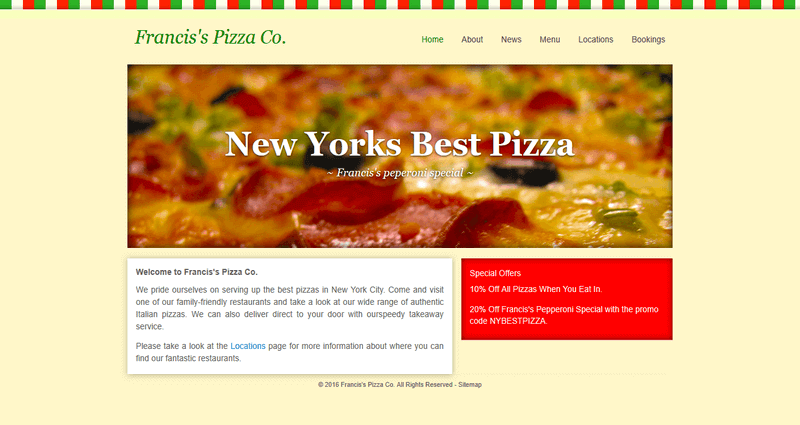 Francis's Pizza Co.
Home About News Menu Locations Bookings
New Yorks Best Pizza
~ Francis's peperoni special ~
Welcome to Francis's Pizza Co.
We pride ourselves on serving up the best pizzas in New York City. Come and visit
one of our family-friendly restaurants and take a look at our wide range of authentic
Italian pizzas. We can also deliver direct to your door with ourspeedy takeaway
service.
Please take a look at the Locations page for more information about where you can
find our fantastic restaurants.
Special Offers
10% Off All Pizzas When You Eat In.
20% Off Francis's Pepperoni Special with the promo
code NYBESTPIZZA.
© 2016 Francis's Pizza Co. All Rights Reserved - Sitemap